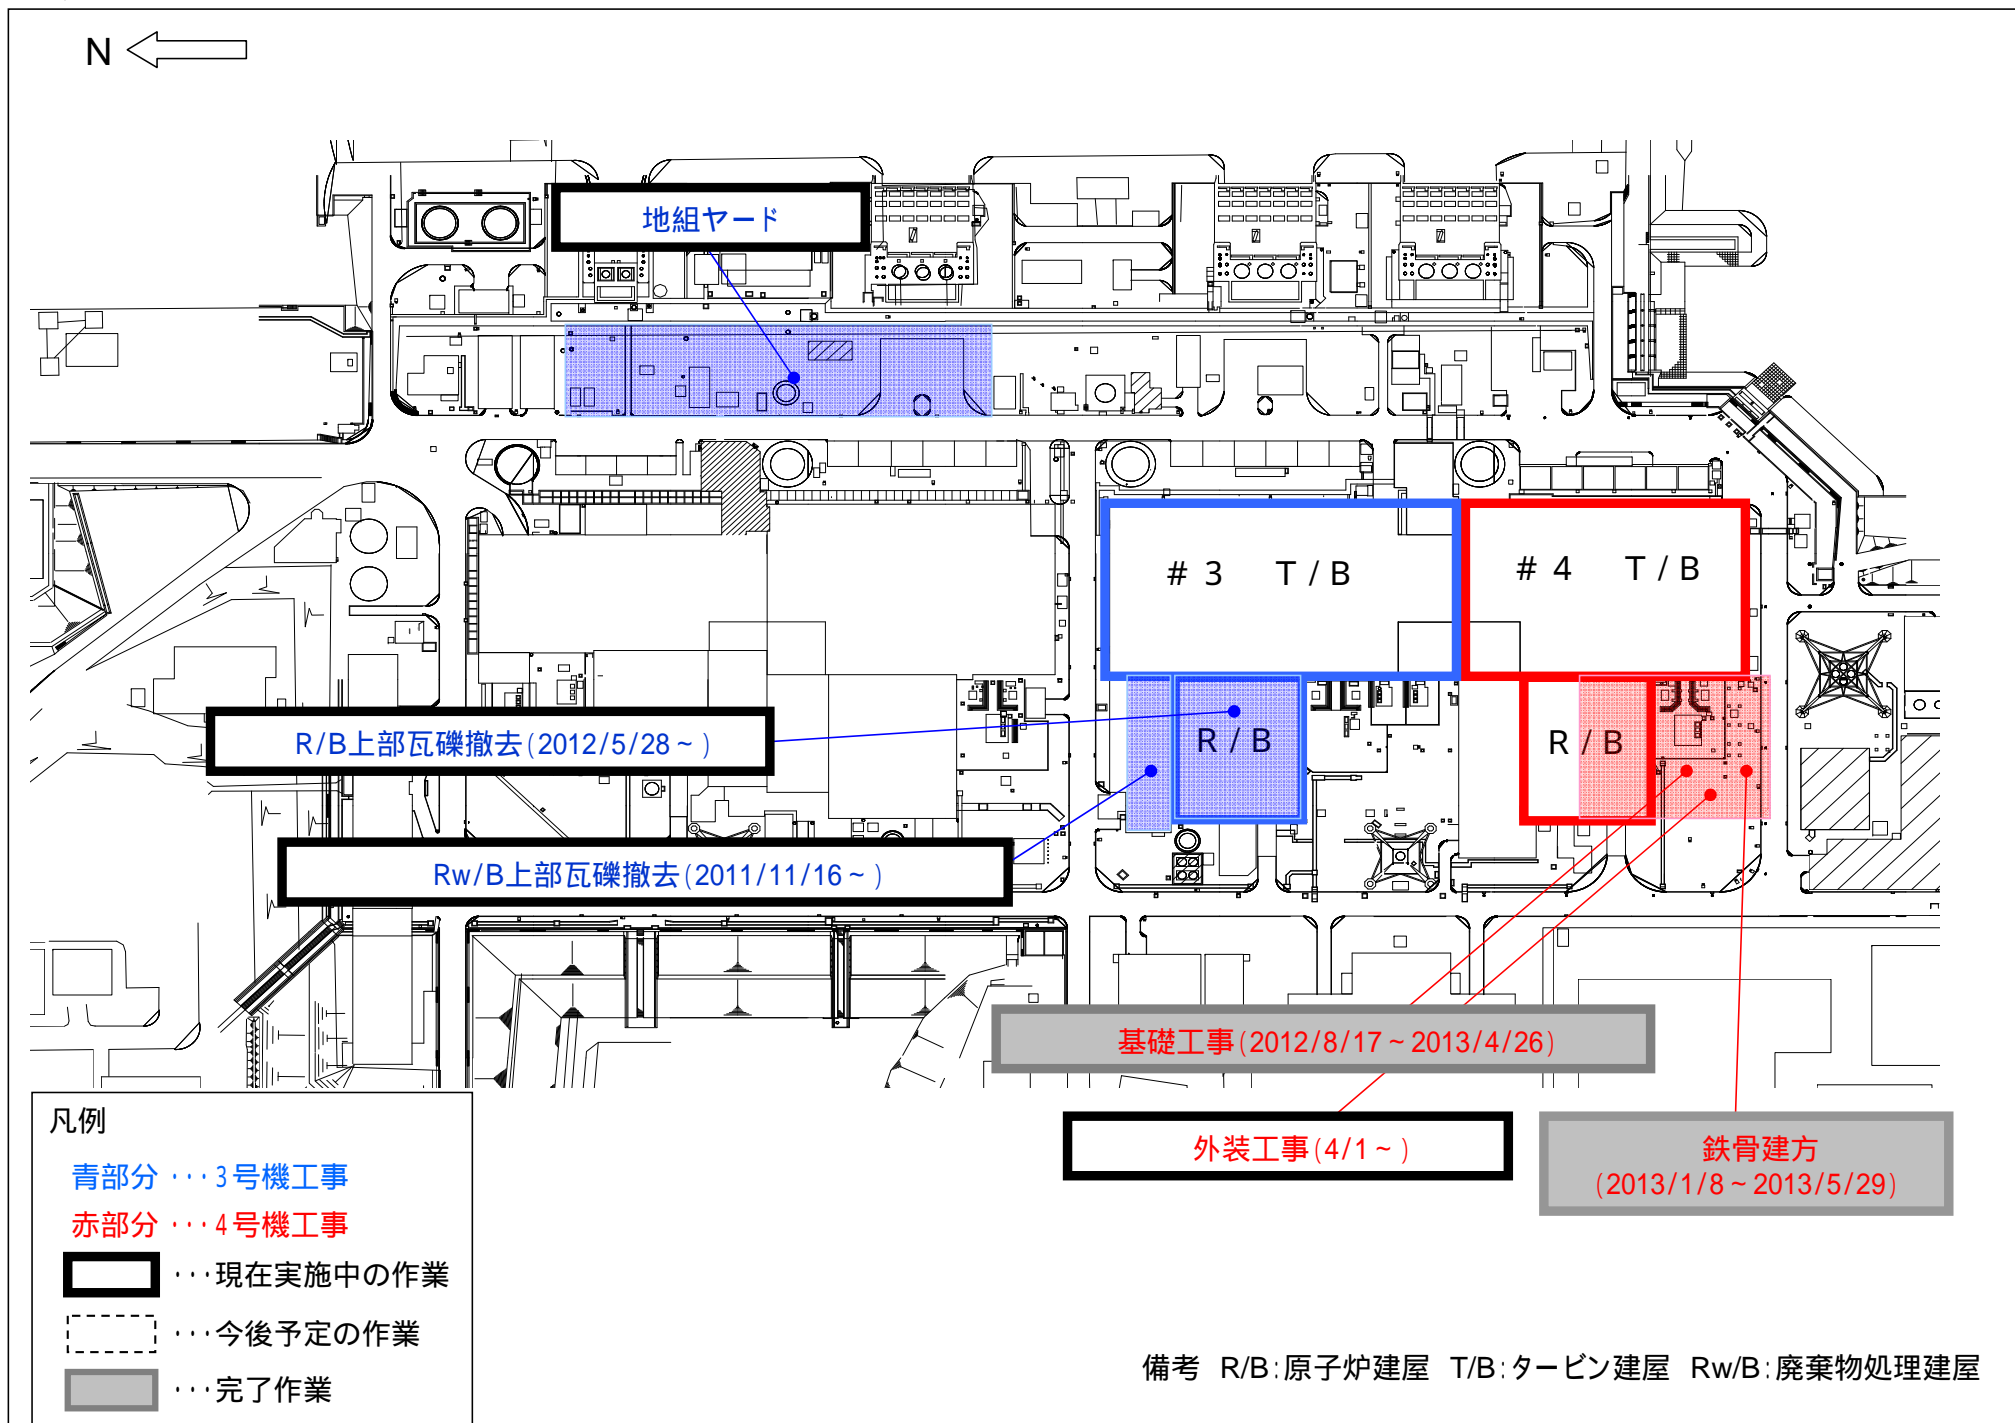 N
地組ヤード
# 3 T / B
# 4 T / B
R/B上部瓦礫撤去(2012/5/28~)
R / B
R / B
Rw/B上部瓦礫撤去(2011/11/16~)
基礎工事(2012/8/17~2013/4/26)
外装工事(4/1~)
鉄骨建方
(2013/1/8~2013/5/29)
凡例
青部分 ・・・3号機工事
赤部分 ・・・4号機工事
・・・現在実施中の作業
・・・今後予定の作業
・・・完了作業
備考 R/B:原子炉建屋 T/B:タービン建屋 Rw/B:廃棄物処理建屋